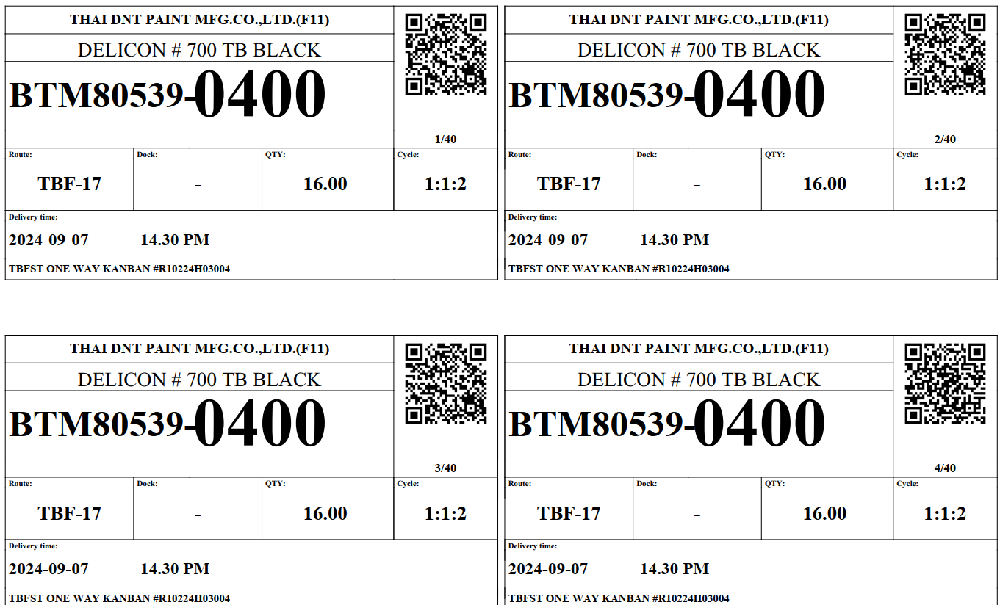 THAI DNT PAINT MFG.CO.,LTD.(F11)
DELICON # 700 TB BLACK
BTM80539-0400
1/40
Route: Dock: QTY: Cycle:
TBF-17 - 16.00 1:1:2
Delivery time:
2024-09-07 14.30 PM
TBFST ONE WAY KANBAN #R10224H03004
THAI DNT PAINT MFG.CO.,LTD.(F11)
DELICON # 700 TB BLACK
BTM80539-0400
2/40
Route: Dock: QTY: Cycle:
TBF-17 - 16.00 1:1:2
Delivery time:
2024-09-07 14.30 PM
TBFST ONE WAY KANBAN #R10224H03004
THAI DNT PAINT MFG.CO.,LTD.(F11)
DELICON # 700 TB BLACK
BTM80539-0400
3/40
Route: Dock: QTY: Cycle:
TBF-17 - 16.00 1:1:2
Delivery time:
2024-09-07 14.30 PM
TBFST ONE WAY KANBAN #R10224H03004
THAI DNT PAINT MFG.CO.,LTD.(F11)
DELICON # 700 TB BLACK
BTM80539-0400
4/40
Route: Dock: QTY: Cycle:
TBF-17 - 16.00 1:1:2
Delivery time:
2024-09-07 14.30 PM
TBFST ONE WAY KANBAN #R10224H03004